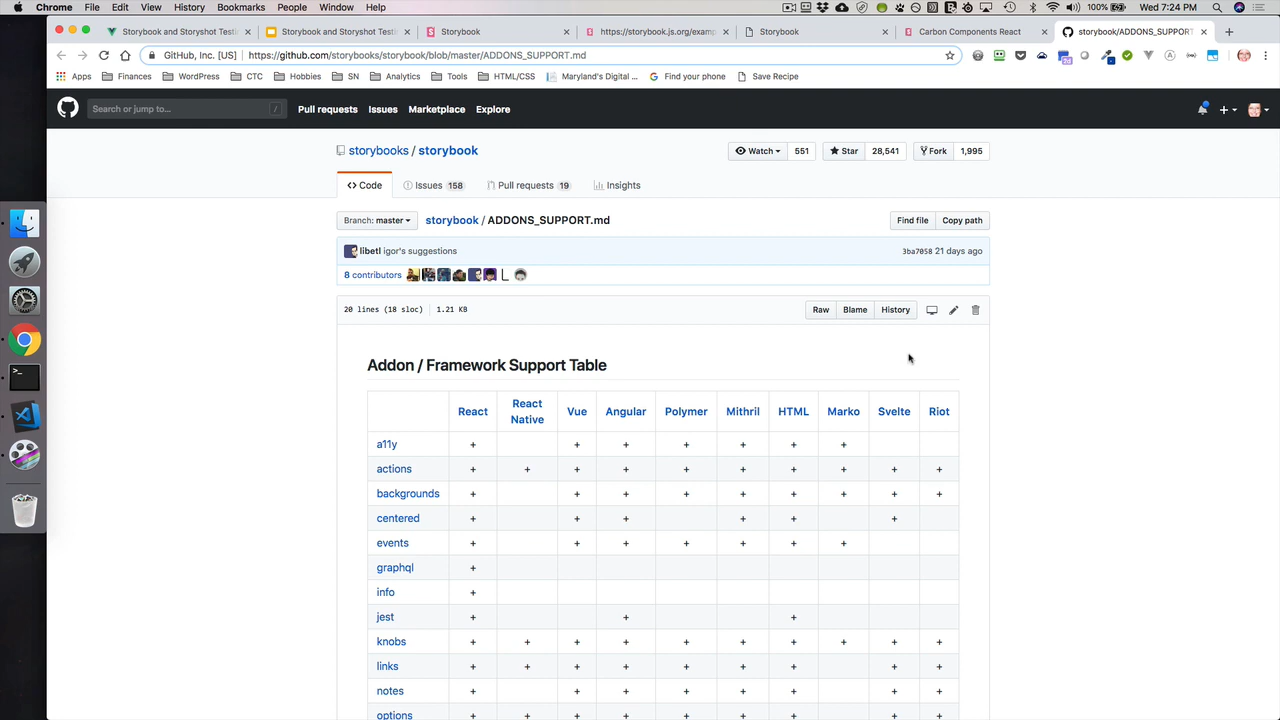 Chrome File Edit View History Bookmarks People Window Help 100% Wed 7:24 PM
Storybook and Storyshot Testi Storybook and Storyshot Testi Storybook https://storybook.js.org/exam Storybook Carbon Components React storybook/ADDONS_SUPPORT.md
GitHub, Inc. [US] https://github.com/storybooks/storybook/blob/master/ADDONS_SUPPORT.md
Apps Finances WordPress CTC Hobbies SN Analytics Tools HTML/CSS Maryland's Digital ... Find your phone Save Recipe
Search or jump to... / Pull requests Issues Marketplace Explore
storybooks / storybook Watch 551 Star 28,541 Fork 1,995
Code Issues 158 Pull requests 19 Insights
Branch: master storybook / ADDONS_SUPPORT.md Find file Copy path
libetl igor's suggestions 3ba7058 21 days ago
8 contributors
20 lines (18 sloc) 1.21 KB Raw Blame History
Addon / Framework Support Table
React React Native Vue Angular Polymer Mithril HTML Marko Svelte Riot
a11y + + + + + + +
actions + + + + + + + + + +
backgrounds + + + + + + + + +
centered + + + + + +
events + + + + + + +
graphql +
info +
jest + + +
knobs + + + + + + + + + +
links + + + + + + + + +
notes + + + + + + + +
options + + + + + + + + +